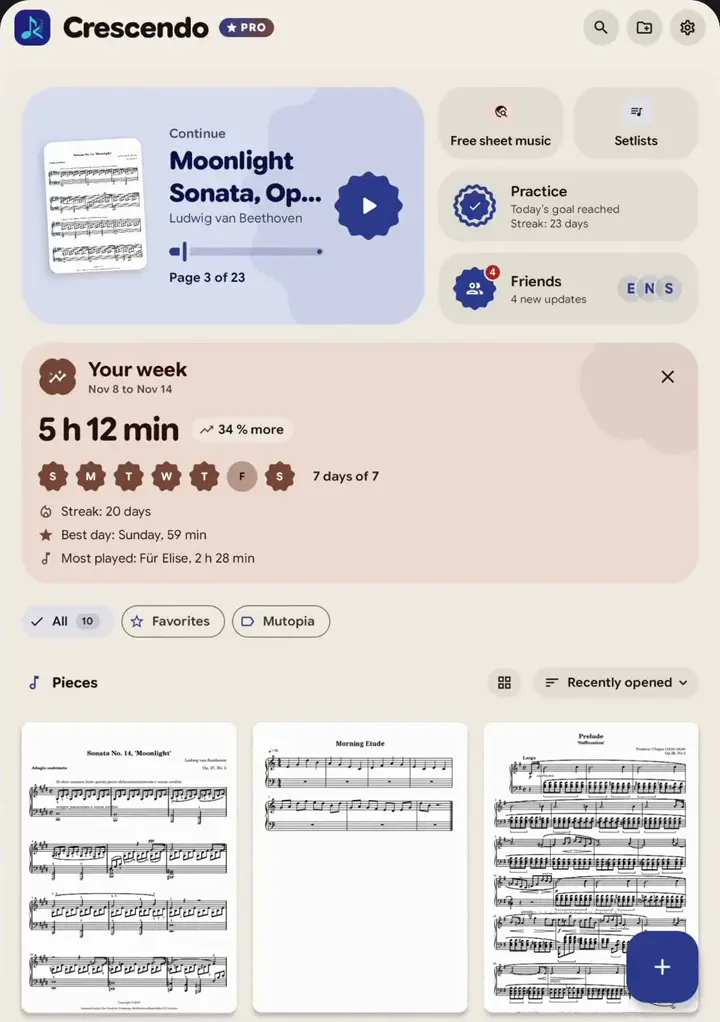 Crescendo
PRO
Continue
Moonlight
Sonata, Op...
Ludwig van Beethoven
Page 3 of 23
Free sheet music
Setlists
Practice
Today's goal reached
Streak: 23 days
4
Friends
4 new updates
E N S
Your week
Nov 8 to Nov 14
5 h 12 min
34 % more
S M T W T F S
7 days of 7
Streak: 20 days
Best day: Sunday, 59 min
Most played: Für Elise, 2 h 28 min
All 10
Favorites
Mutopia
Pieces
Recently opened
Sonata No. 14, 'Moonlight'
Ludwig van Beethoven
Op. 27, No. 2
Adagio sostenuto
Morning Etude
Prelade
'Suffocation'
Largo